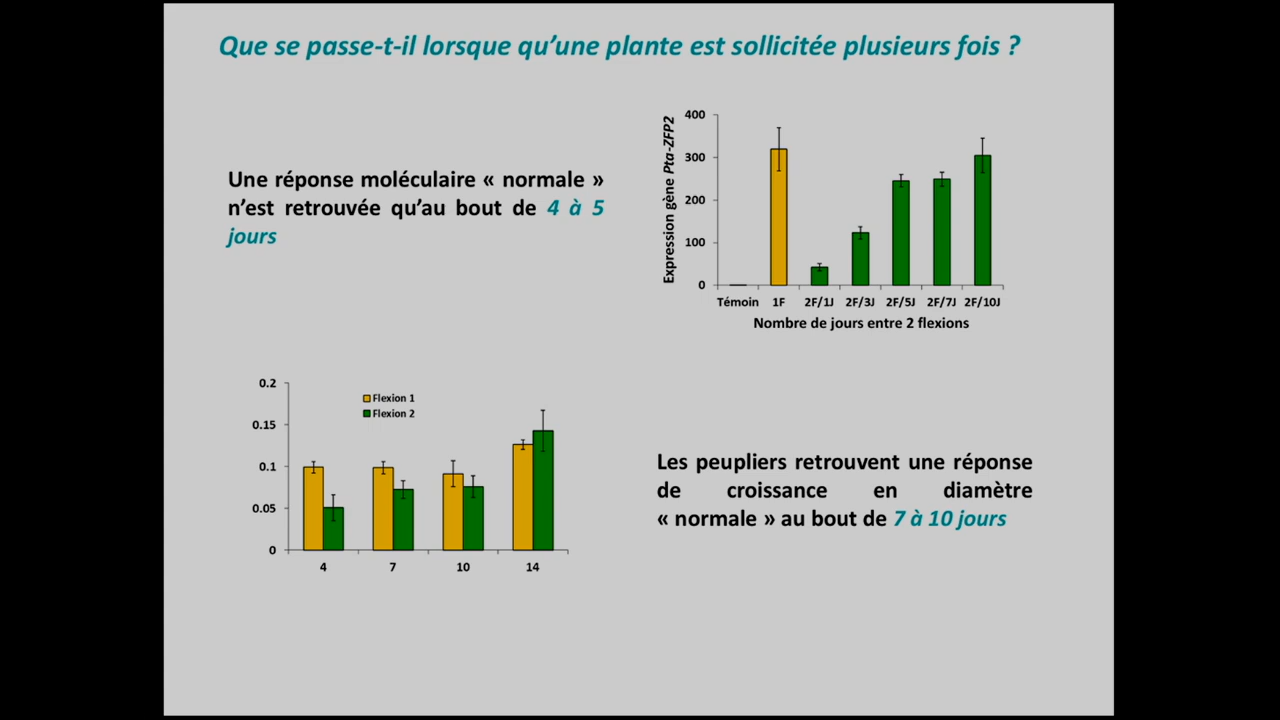 Que se passe-t-il lorsque qu'une plante est sollicitée plusieurs fois ?
Une réponse moléculaire « normale »
n'est retrouvée qu'au bout de 4 à 5
jours
Expression gène Pta-ZFP2
400
300
200
100
0
Témoin 1F 2F/1J 2F/3J 2F/5J 2F/7J 2F/10J
Nombre de jours entre 2 flexions
0.2
0.15
0.1
0.05
0
Flexion 1
Flexion 2
4 7 10 14
Les peupliers retrouvent une réponse
de croissance en diamètre
« normale » au bout de 7 à 10 jours